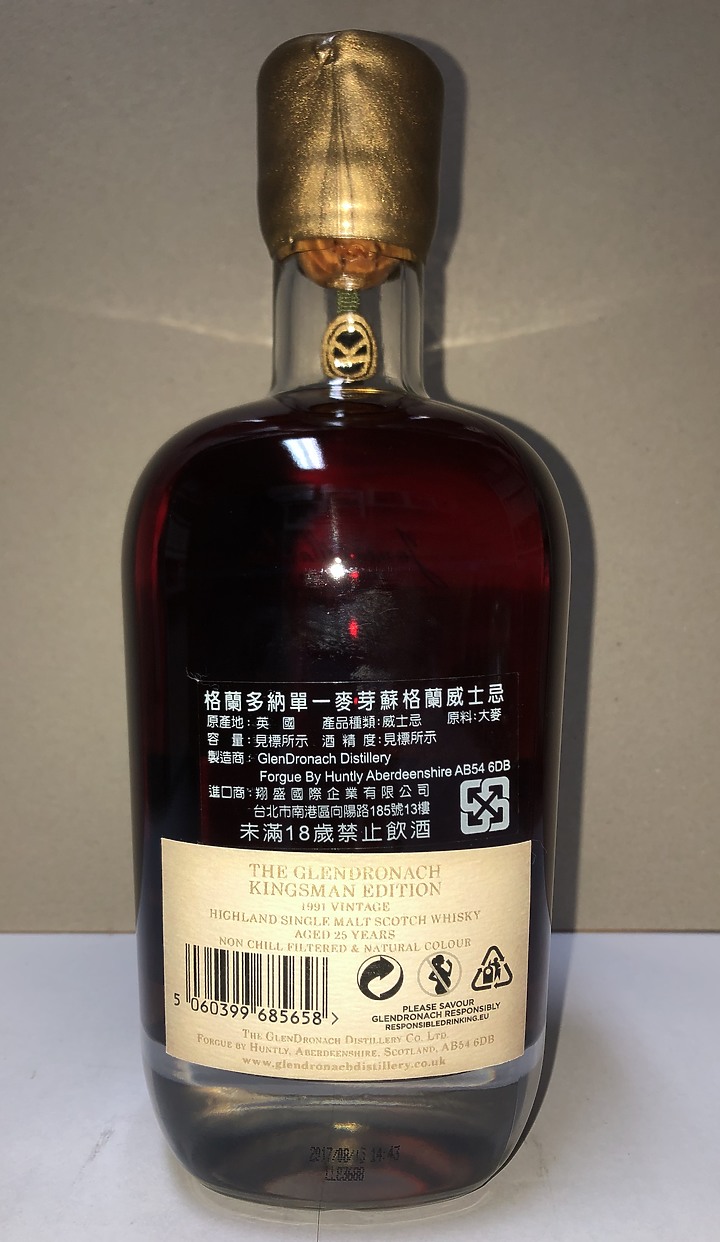 K
格蘭多納單一麥芽蘇格蘭威士忌
原產地：英 國 產品種類：威士忌 原料：大麥
容 量：見標所示 酒 精 度：見標所示
製造商：GlenDronach Distillery
Forgue By Huntly Aberdeenshire AB54 6DB
進口商：翔盛國際企業有限公司
台北市南港區向陽路185號13樓
未滿18歲禁止飲酒
THE GLENDRONACH
KINGSMAN EDITION
1991 VINTAGE
HIGHLAND SINGLE MALT SCOTCH WHISKY
AGED 25 YEARS
NON CHILL FILTERED & NATURAL COLOUR
5 060399 685658 >
PLEASE SAVOUR
GLENDRONACH RESPONSIBLY
RESPONSIBLEDRINKING.EU
THE GLENDRONACH DISTILLERY CO. LTD.
FORGUE BY HUNTLY, ABERDEENSHIRE, SCOTLAND, AB54 6DB
www.glendronachdistillery.co.uk
14:43